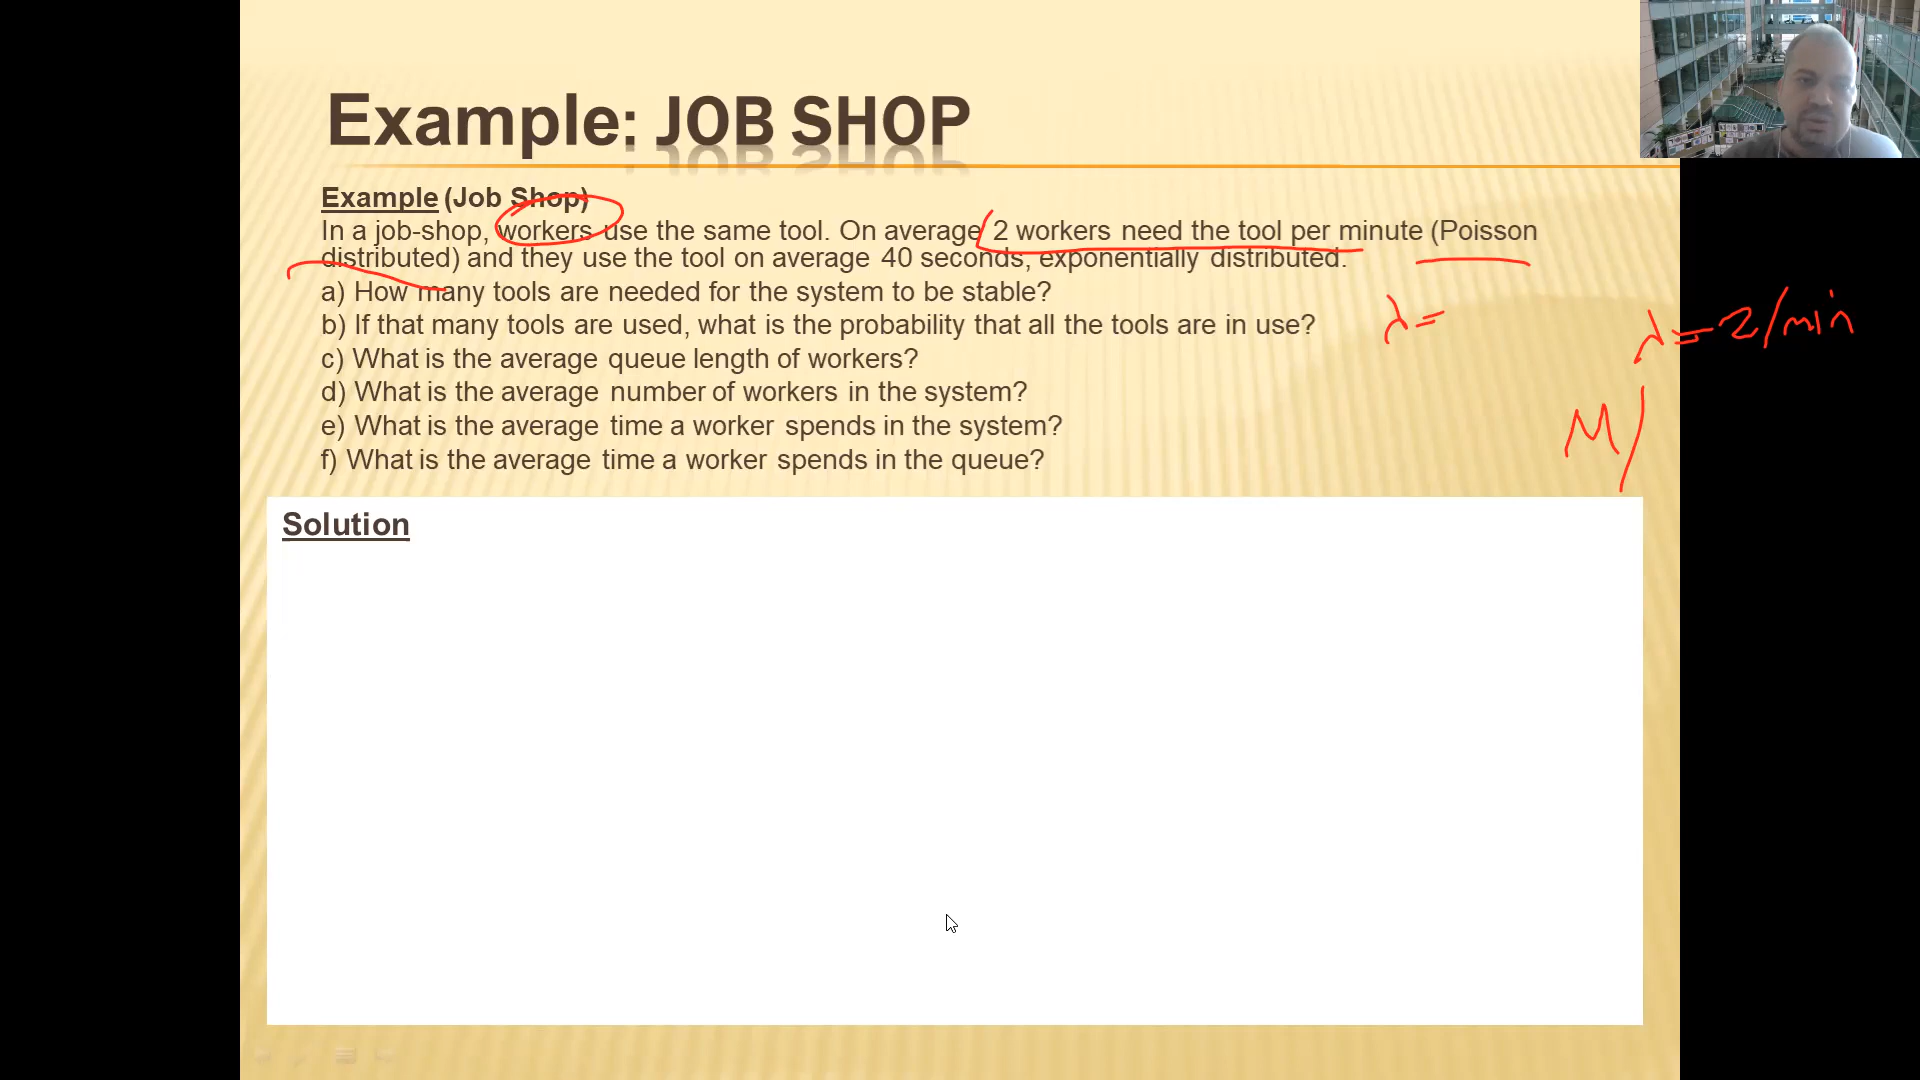 Example: JOB SHOP
Example (Job Shop)
In a job-shop, workers use the same tool. On average 2 workers need the tool per minute (Poisson
distributed) and they use the tool on average 40 seconds, exponentially distributed.
a) How many tools are needed for the system to be stable?
b) If that many tools are used, what is the probability that all the tools are in use?
λ=
λ=2/min
c) What is the average queue length of workers?
d) What is the average number of workers in the system?
e) What is the average time a worker spends in the system?
M/
f) What is the average time a worker spends in the queue?
Solution